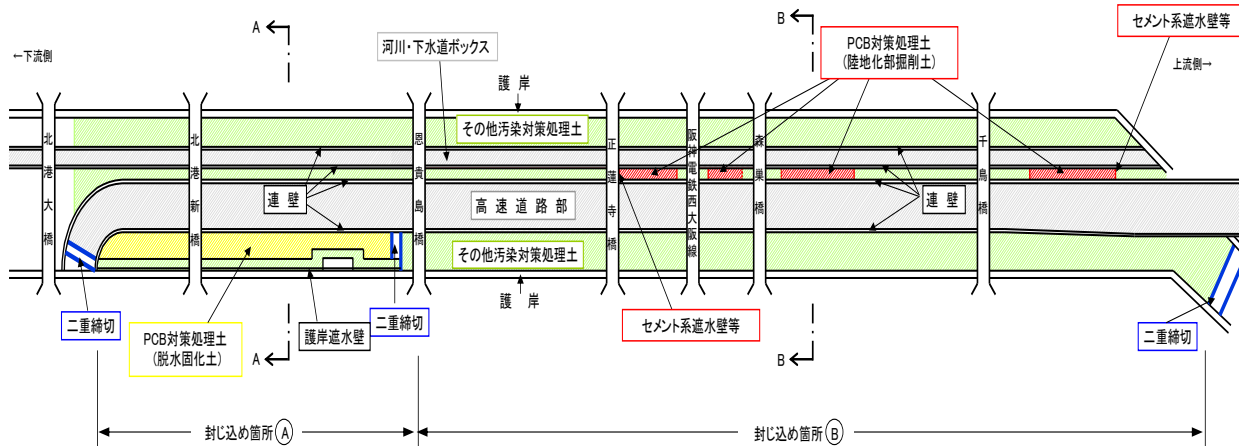 ←下流側
A
河川・下水道ボックス
B
PCB対策処理土
(陸地化部掘削土)
セメント系遮水壁等
上流側→
護 岸
北港大橋
北港新橋
恩貴島橋
正蓮寺橋
阪神電鉄西大阪線
森巣橋
千鳥橋
その他汚染対策処理土
連壁
高速道路部
連壁
その他汚染対策処理土
護 岸
二重締切
PCB対策処理土
(脱水固化土)
A
護岸遮水壁
二重締切
セメント系遮水壁等
B
二重締切
封じ込め箇所Ⓐ
封じ込め箇所Ⓑ